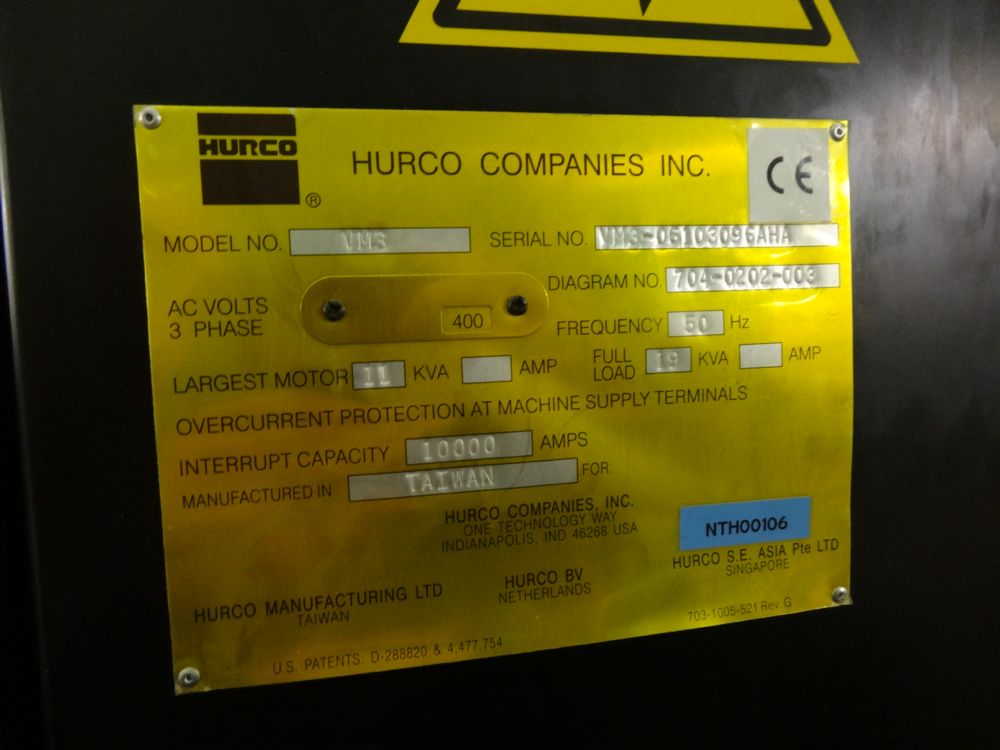 HURCO
®
HURCO COMPANIES INC.
CE
MODEL NO. VM3
SERIAL NO. VM3-06103096AHA
DIAGRAM NO. 704-0202-003
AC VOLTS
3 PHASE
400
FREQUENCY 50 Hz
LARGEST MOTOR 11 KVA AMP
FULL
LOAD 19 KVA AMP
OVERCURRENT PROTECTION AT MACHINE SUPPLY TERMINALS
INTERRUPT CAPACITY 10000 AMPS
MANUFACTURED IN TAIWAN FOR:
HURCO COMPANIES, INC.
ONE TECHNOLOGY WAY
INDIANAPOLIS, IND 46268 USA
NTH00106
HURCO MANUFACTURING LTD
TAIWAN
HURCO BV
NETHERLANDS
HURCO S.E. ASIA Pte LTD
SINGAPORE
703-1005-521 Rev. G
U.S. PATENTS: D-288820 & 4,477,754